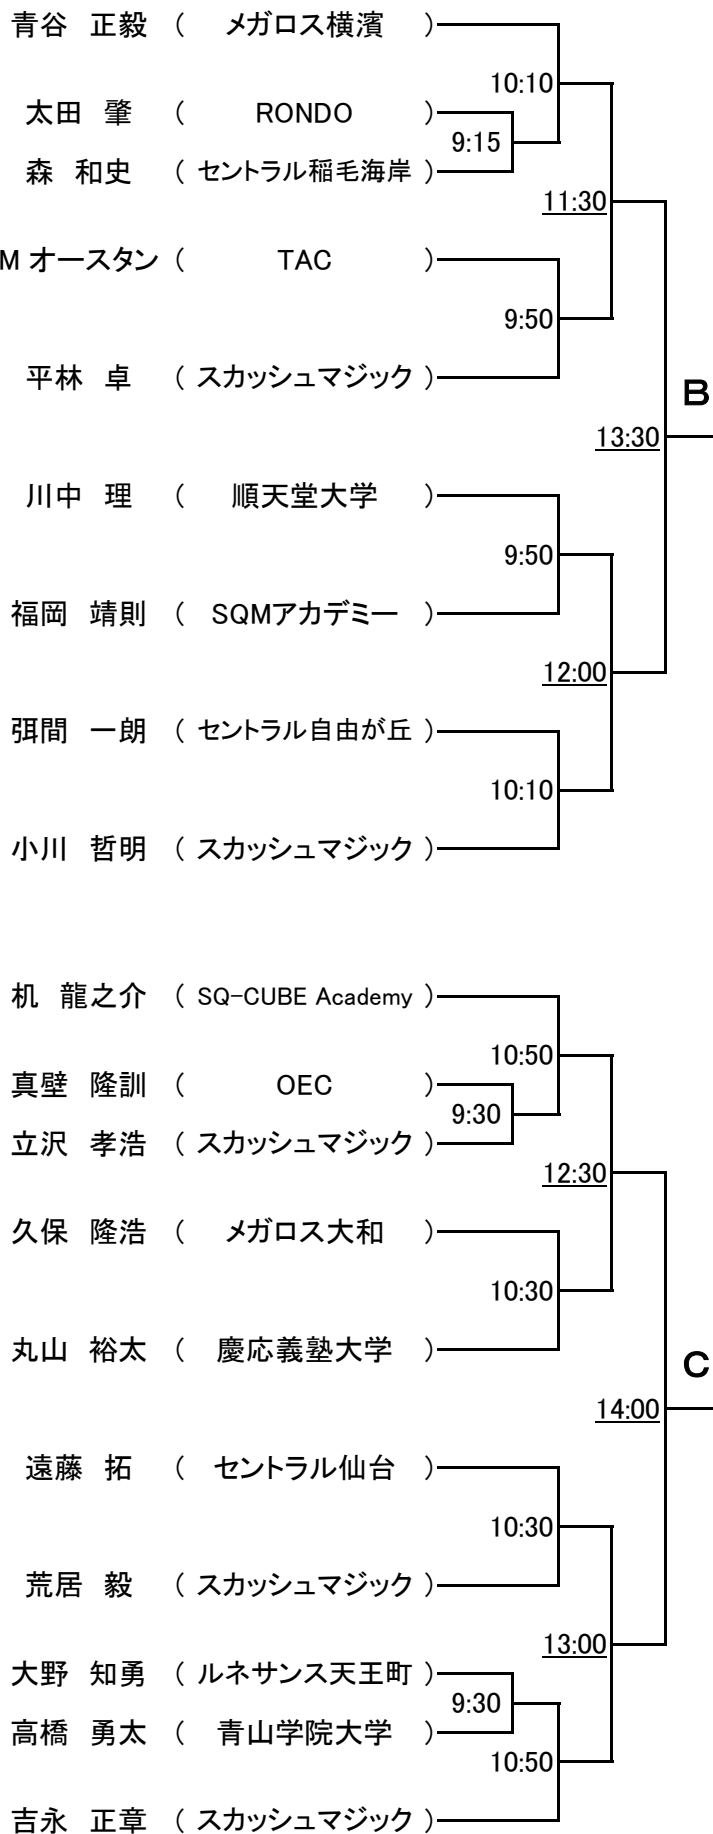 青谷 正毅 ( メガロス横濱 )
10:10
太田 肇 ( RONDO )
9:15
森 和史 ( セントラル稲毛海岸 )
11:30
M オースタン ( TAC )
9:50
平林 卓 ( スカッシュマジック )
B
13:30
川中 理 ( 順天堂大学 )
9:50
福岡 靖則 ( SQMアカデミー )
12:00
弭間 一朗 ( セントラル自由が丘 )
10:10
小川 哲明 ( スカッシュマジック )
机 龍之介 ( SQ-CUBE Academy )
10:50
真壁 隆訓 ( OEC )
9:30
立沢 孝浩 ( スカッシュマジック )
12:30
久保 隆浩 ( メガロス大和 )
10:30
丸山 裕太 ( 慶応義塾大学 )
C
14:00
遠藤 拓 ( セントラル仙台 )
10:30
荒居 毅 ( スカッシュマジック )
13:00
大野 知勇 ( ルネサンス天王町 )
9:30
高橋 勇太 ( 青山学院大学 )
10:50
吉永 正章 ( スカッシュマジック )